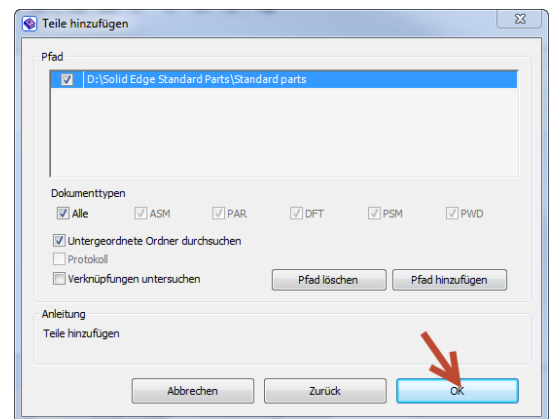 Teile hinzufügen
Pfad
D:\Solid Edge Standard Parts\Standard parts
Dokumenttypen
Alle ASM PAR DFT PSM PWD
Untergeordnete Ordner durchsuchen
Protokoll
Verknüpfungen untersuchen Pfad löschen Pfad hinzufügen
Anleitung
Teile hinzufügen
Abbrechen Zurück OK